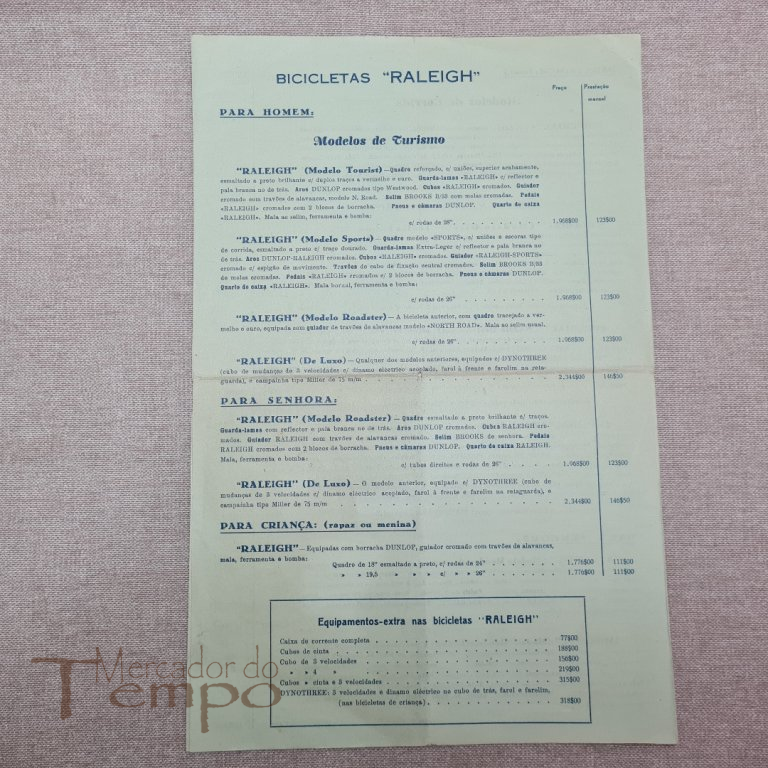 BICICLETAS "RALEIGH"
Preço
Prestação
mensal
PARA HOMEM:
Modelos de Turismo
"RALEIGH" (Modelo Tourist) — Quadro reforçado, c/ uniões, superior acabamento,
esmaltado a preto brilhante c/ duplos traços a vermelho e ouro. Guarda-lamas «RALEIGH» c/ reflector e
pala branca no de trás. Aros DUNLOP cromados tipo Westwood. Cubos «RALEIGH» cromados. Guiador
cromado com travões de alavancas, modelo N. Road. Selim BROOKS B/33 com molas cromadas. Pedais
«RALEIGH» cromados com 2 blocos de borracha. Pneus e câmaras DUNLOP. Quarto de caixa
«RALEIGH». Mala ao selim, ferramenta e bomba:
c/ rodas de 28" . . . . . . . . . . 1.968$00 123$00
"RALEIGH" (Modelo Sports) — Quadro modelo «SPORTS», c/ uniões e escoras tipo
de corrida, esmaltado a preto c/ traço dourado. Guarda-lamas Extra-Leger c/ reflector e pala branca no
de trás. Aros DUNLOP-RALEIGH cromados. Cubos «RALEIGH» cromados. Guiador «RALEIGH-SPORTS»
cromado c/ espigão de movimento. Travões de cabo de fixação central cromados. Selim BROOKS B/33
de molas cromadas. Pedais «RALEIGH» cromados c/ 2 blocos de borracha. Pneus e câmaras DUNLOP.
Quarto de caixa «RALEIGH». Mala bornal, ferramenta e bomba:
c/ rodas de 26" . . . . . . . . . . 1.968$00 123$00
"RALEIGH" (Modelo Roadster) — A bicicleta anterior, com quadro tracejado a ver-
melho e ouro, equipada com guiador de travões de alavancas modelo «NORTH ROAD». Mala ao selim usual.
c/ rodas de 26" . . . . . . . . . . 1.968$00 123$00
"RALEIGH" (De Luxo) — Qualquer dos modelos anteriores, equipados c/ DYNOTHREE
(cubo de mudanças de 3 velocidades c/ dínamo eléctrico acoplado, farol à frente e farolim na reta-
guarda), e campainha tipo Miller de 75 m/m . . . . . . . . . . 2.344$00 146$50
PARA SENHORA:
"RALEIGH" (Modelo Roadster) — Quadro esmaltado a preto brilhante c/ traços.
Guarda-lamas com reflector e pala branca no de trás. Aros DUNLOP cromados. Cubos RALEIGH cro-
mados. Guiador RALEIGH com travões de alavancas cromado. Selim BROOKS de senhora. Pedais
RALEIGH cromados com 2 blocos de borracha. Pneus e câmaras DUNLOP. Quarto de caixa RALEIGH.
Mala, ferramenta e bomba:
c/ tubos direitos e rodas de 26" . . . . . 1.968$00 123$00
"RALEIGH" (De Luxo) — O modelo anterior, equipado c/ DYNOTHREE (cubo de
mudanças de 3 velocidades c/ dínamo eléctrico acoplado, farol à frente e farolim na retaguarda), e
campainha tipo Miller de 75 m/m . . . . . . . . . . 2.344$00 146$50
PARA CRIANÇA: (rapaz ou menina)
"RALEIGH" — Equipadas com borracha DUNLOP, guiador cromado com travões de alavancas,
mala, ferramenta e bomba:
Quadro de 18" esmaltado a preto, c/ rodas de 24" . . . . . . . 1.776$00 111$00
» » 19,5 » » » c/ » » 26" . . . . . . . 1.776$00 111$00
Equipamentos-extra nas bicicletas "RALEIGH"
Caixa de corrente completa . . . . . . . . . . 77$00
Cubos de cinta . . . . . . . . . . 188$00
Cubo de 3 velocidades . . . . . . . . . . 156$00
» » 4 » . . . . . . . . . . 219$00
Cubos » cinta e 3 velocidades . . . . . . . . . . 315$00
DYNOTHREE: 3 velocidades e dínamo eléctrico no cubo de trás, farol e farolim,
(nas bicicletas de criança) . . . . . . . . . . 318$00
Mercador do
Tempo